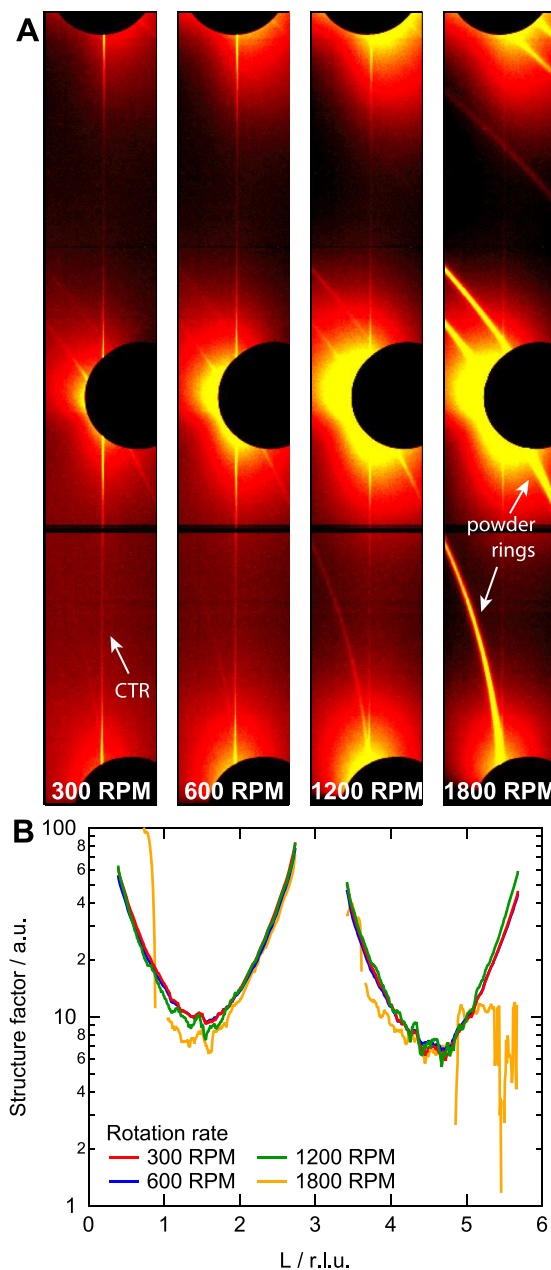 A
CTR
powder
rings
300 RPM
600 RPM
1200 RPM
1800 RPM
B
100
8
6
4
2
10
8
6
4
2
1
Structure factor / a.u.
Rotation rate
300 RPM
1200 RPM
600 RPM
1800 RPM
0
1
2
3
4
5
6
L / r.l.u.